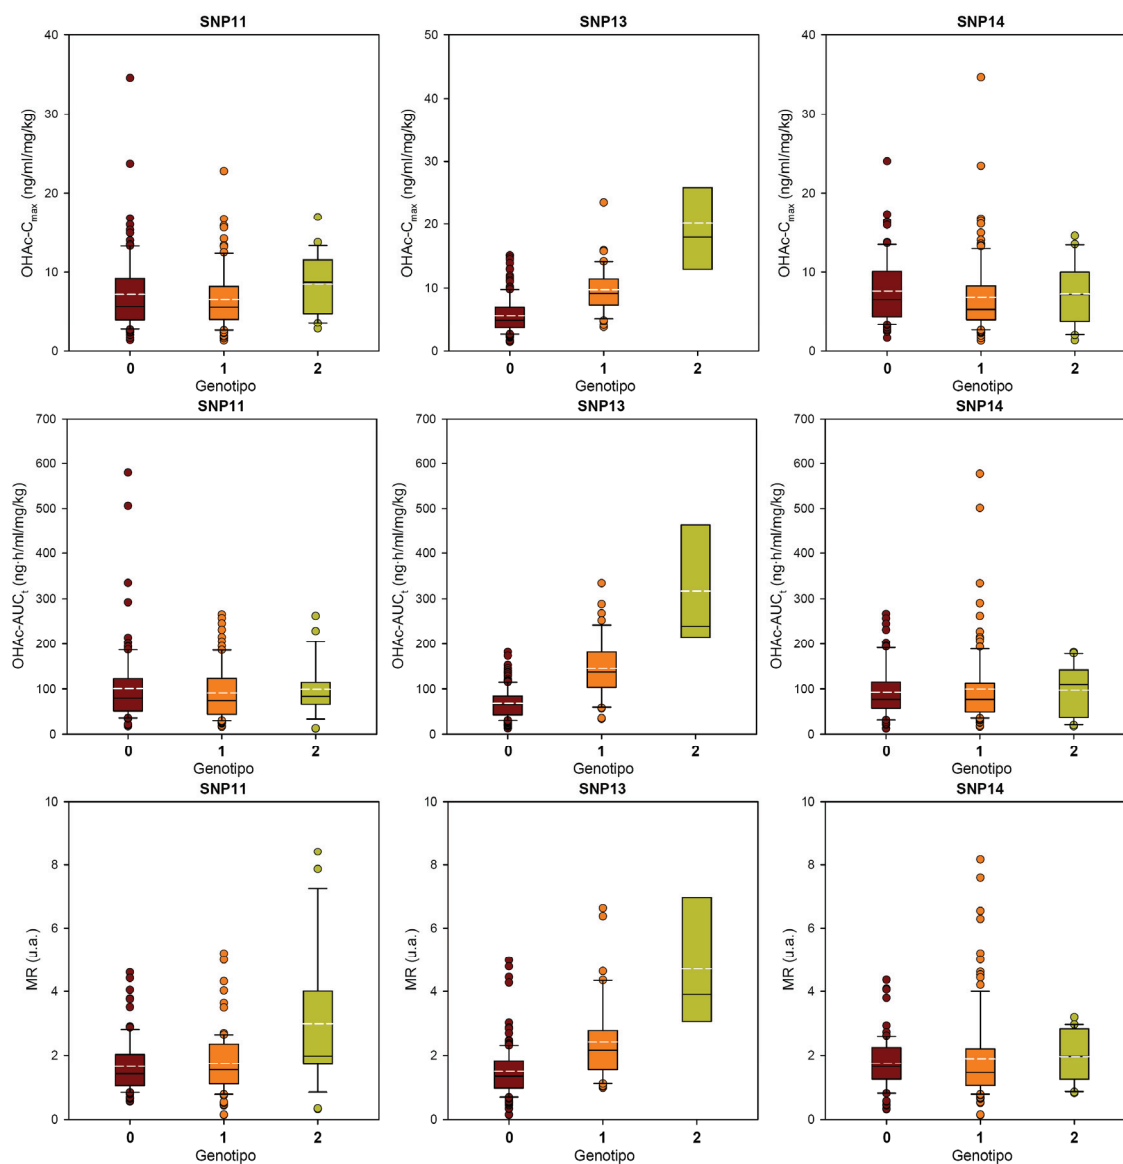 SNP11
OHAc-Cmax (ng/ml/mg/kg)
40
30
20
10
0
0 1 2
Genotipo
SNP13
OHAc-Cmax (ng/ml/mg/kg)
50
40
30
20
10
0
0 1 2
Genotipo
SNP14
OHAc-Cmax (ng/ml/mg/kg)
40
30
20
10
0
0 1 2
Genotipo
SNP11
OHAc-AUCt (ng·h/ml/mg/kg)
700
600
500
400
300
200
100
0
0 1 2
Genotipo
SNP13
OHAc-AUCt (ng·h/ml/mg/kg)
700
600
500
400
300
200
100
0
0 1 2
Genotipo
SNP14
OHAc-AUCt (ng·h/ml/mg/kg)
700
600
500
400
300
200
100
0
0 1 2
Genotipo
SNP11
MR (u.a.)
10
8
6
4
2
0
0 1 2
Genotipo
SNP13
MR (u.a.)
10
8
6
4
2
0
0 1 2
Genotipo
SNP14
MR (u.a.)
10
8
6
4
2
0
0 1 2
Genotipo